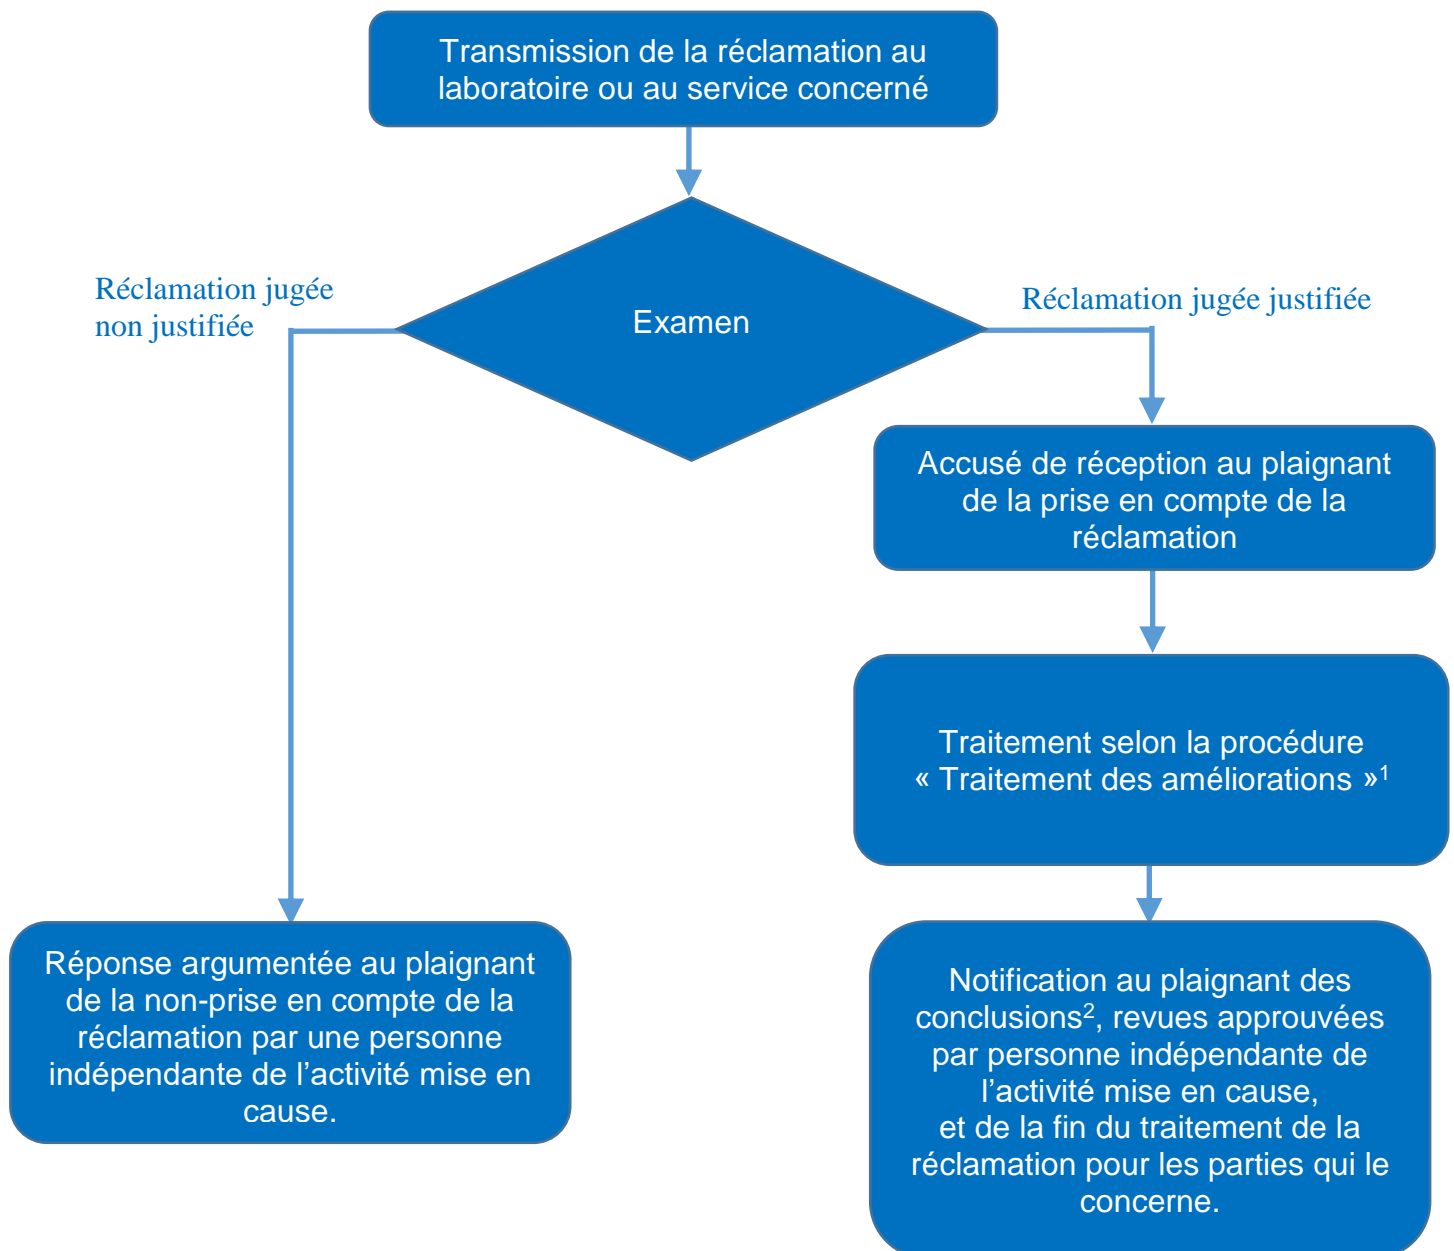 Transmission de la réclamation au
laboratoire ou au service concerné
Réclamation jugée
non justifiée
Examen
Réclamation jugée justifiée
Accusé de réception au plaignant
de la prise en compte de la
réclamation
Traitement selon la procédure
« Traitement des améliorations »¹
Réponse argumentée au plaignant
de la non-prise en compte de la
réclamation par une personne
indépendante de l’activité mise en
cause.
Notification au plaignant des
conclusions², revues approuvées
par personne indépendante de
l’activité mise en cause,
et de la fin du traitement de la
réclamation pour les parties qui le
concerne.